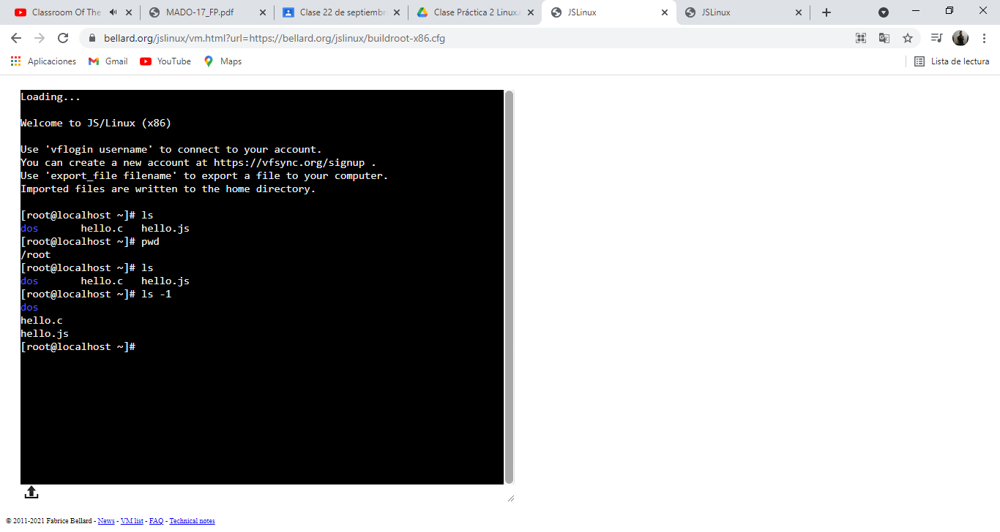 Classroom Of The
MADO-17_FP.pdf
Clase 22 de septiembr
Clase Práctica 2 Linux.
JSLinux
JSLinux
bellard.org/jslinux/vm.html?url=https://bellard.org/jslinux/buildroot-x86.cfg
Aplicaciones Gmail YouTube Maps Lista de lectura
Loading...
Welcome to JS/Linux (x86)
Use 'vflogin username' to connect to your account.
You can create a new account at https://vfsync.org/signup .
Use 'export_file filename' to export a file to your computer.
Imported files are written to the home directory.
[root@localhost ~]# ls
dos       hello.c   hello.js
[root@localhost ~]# pwd
/root
[root@localhost ~]# ls
dos       hello.c   hello.js
[root@localhost ~]# ls -1
dos
hello.c
hello.js
[root@localhost ~]#
© 2011-2021 Fabrice Bellard - News - VM list - FAQ - Technical notes